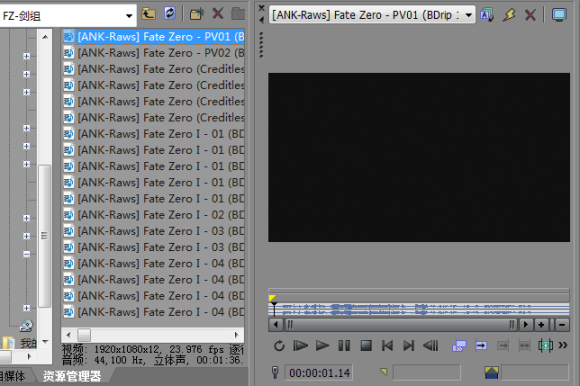 FZ-剑组
[ANK-Raws] Fate Zero - PV01 (B
[ANK-Raws] Fate Zero - PV02 (B
[ANK-Raws] Fate Zero (Creditles
[ANK-Raws] Fate Zero (Creditles
[ANK-Raws] Fate Zero (Creditles
[ANK-Raws] Fate Zero (Creditles
[ANK-Raws] Fate Zero I - 01 (BD
[ANK-Raws] Fate Zero I - 01 (BD
[ANK-Raws] Fate Zero I - 01 (BD
[ANK-Raws] Fate Zero I - 01 (BD
[ANK-Raws] Fate Zero I - 01 (BD
[ANK-Raws] Fate Zero I - 02 (BD
[ANK-Raws] Fate Zero I - 03 (BD
[ANK-Raws] Fate Zero I - 03 (BD
[ANK-Raws] Fate Zero I - 04 (BD
[ANK-Raws] Fate Zero I - 04 (BD
[ANK-Raws] Fate Zero I - 04 (BD
[ANK-Raws] Fate Zero I - 04 (BD
视频: 1920x1080x12, 23.976 fps 逐行
音频: 44,100 Hz, 立体声, 00:01:36.
目媒体
资源管理器
[ANK-Raws] Fate Zero - PV01 (BDrip
00:00:01.14